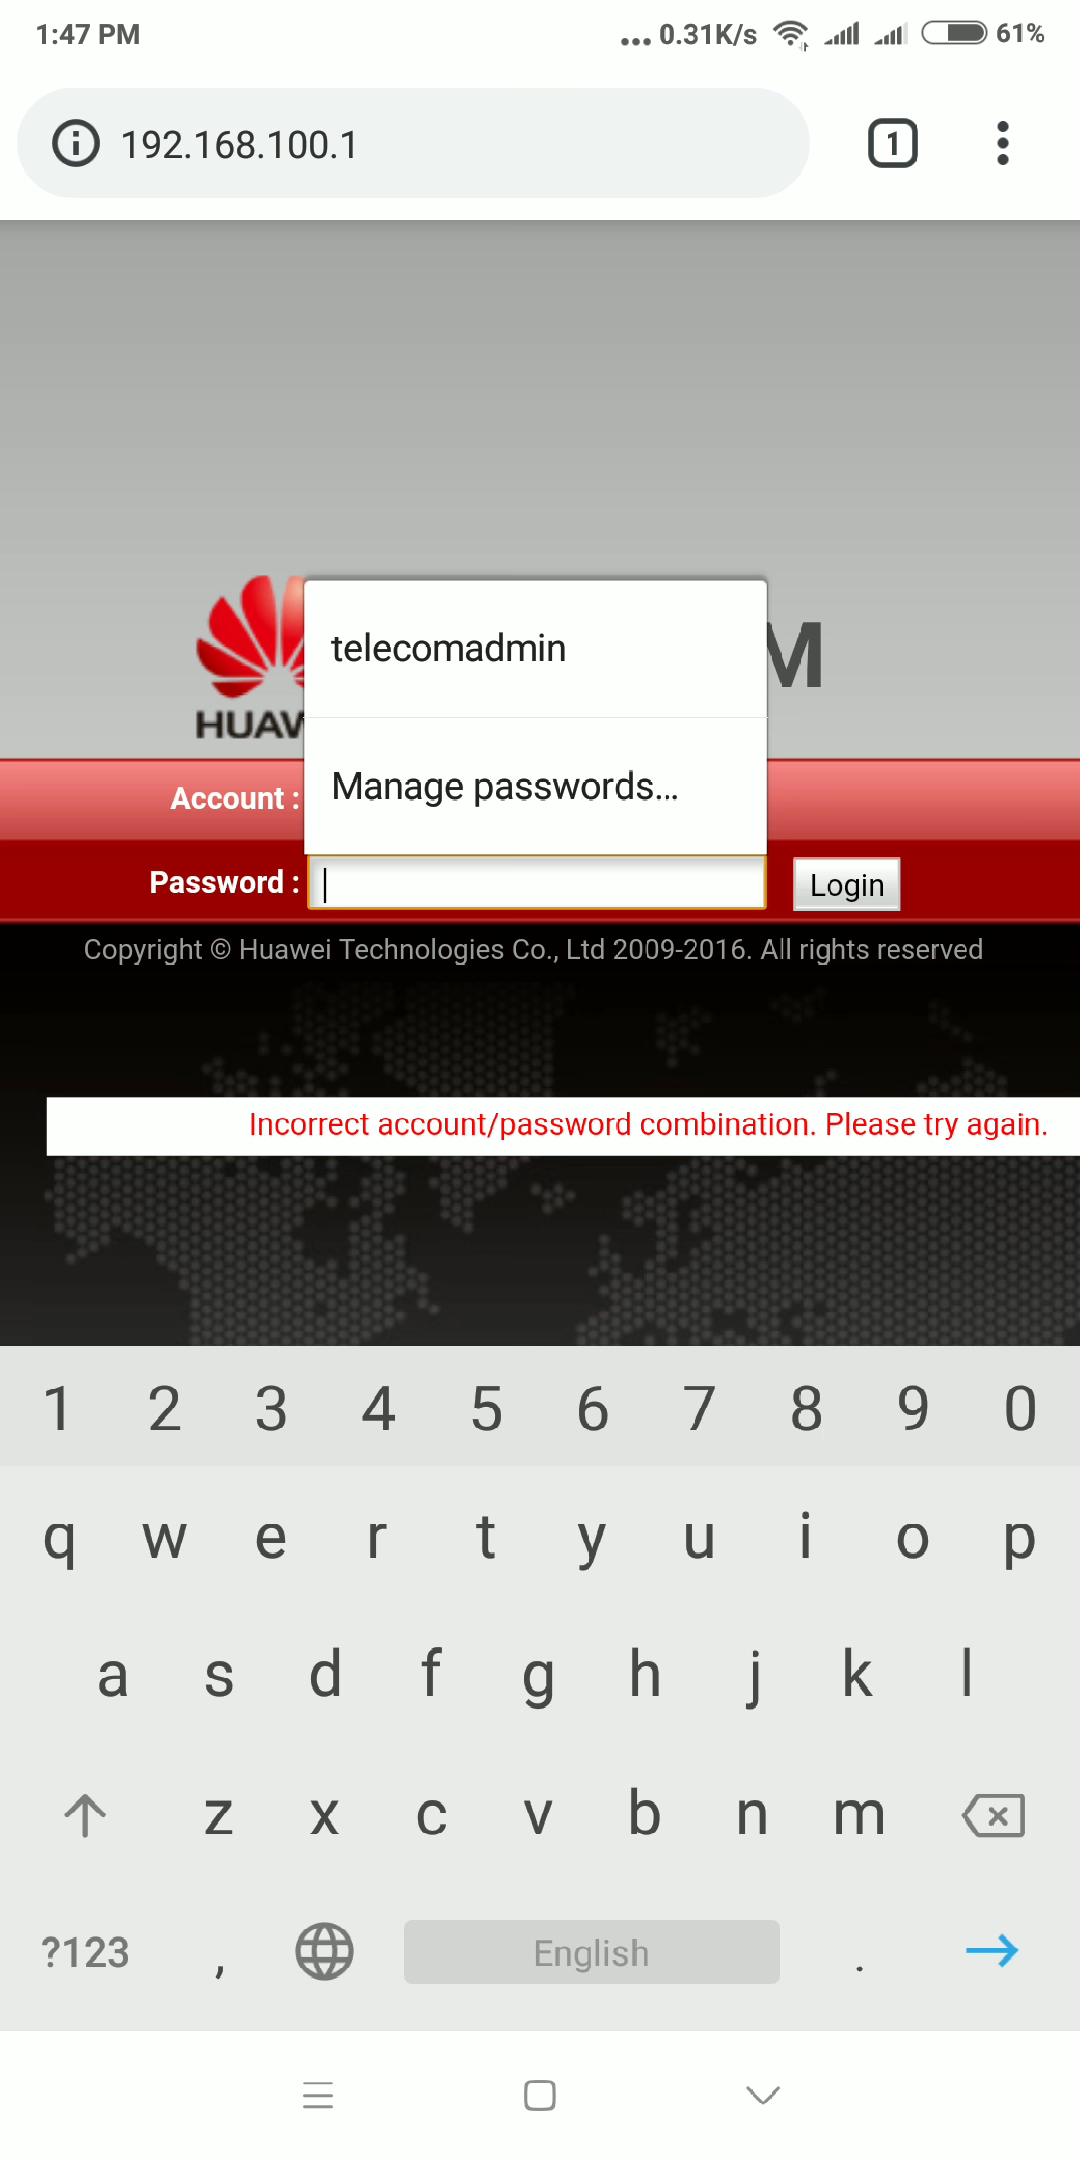 1:47 PM
... 0.31K/s
61%
192.168.100.1
1
HUAW
M
telecomadmin
Manage passwords...
Account :
Password :
Login
Copyright © Huawei Technologies Co., Ltd 2009-2016. All rights reserved
Incorrect account/password combination. Please try again.
1 2 3 4 5 6 7 8 9 0
q w e r t y u i o p
a s d f g h j k l
z x c v b n m
?123 , English .